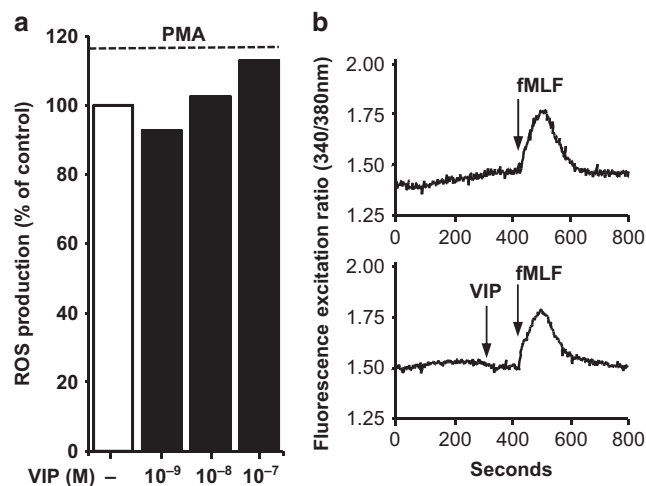 a
PMA
ROS production (% of control)
120
100
80
60
40
20
0
VIP (M) – 10⁻⁹ 10⁻⁸ 10⁻⁷
b
Fluorescence excitation ratio (340/380nm)
2.00
1.75
1.50
1.25
fMLF
0 200 400 600 800
2.00
1.75
1.50
1.25
VIP
fMLF
0 200 400 600 800
Seconds